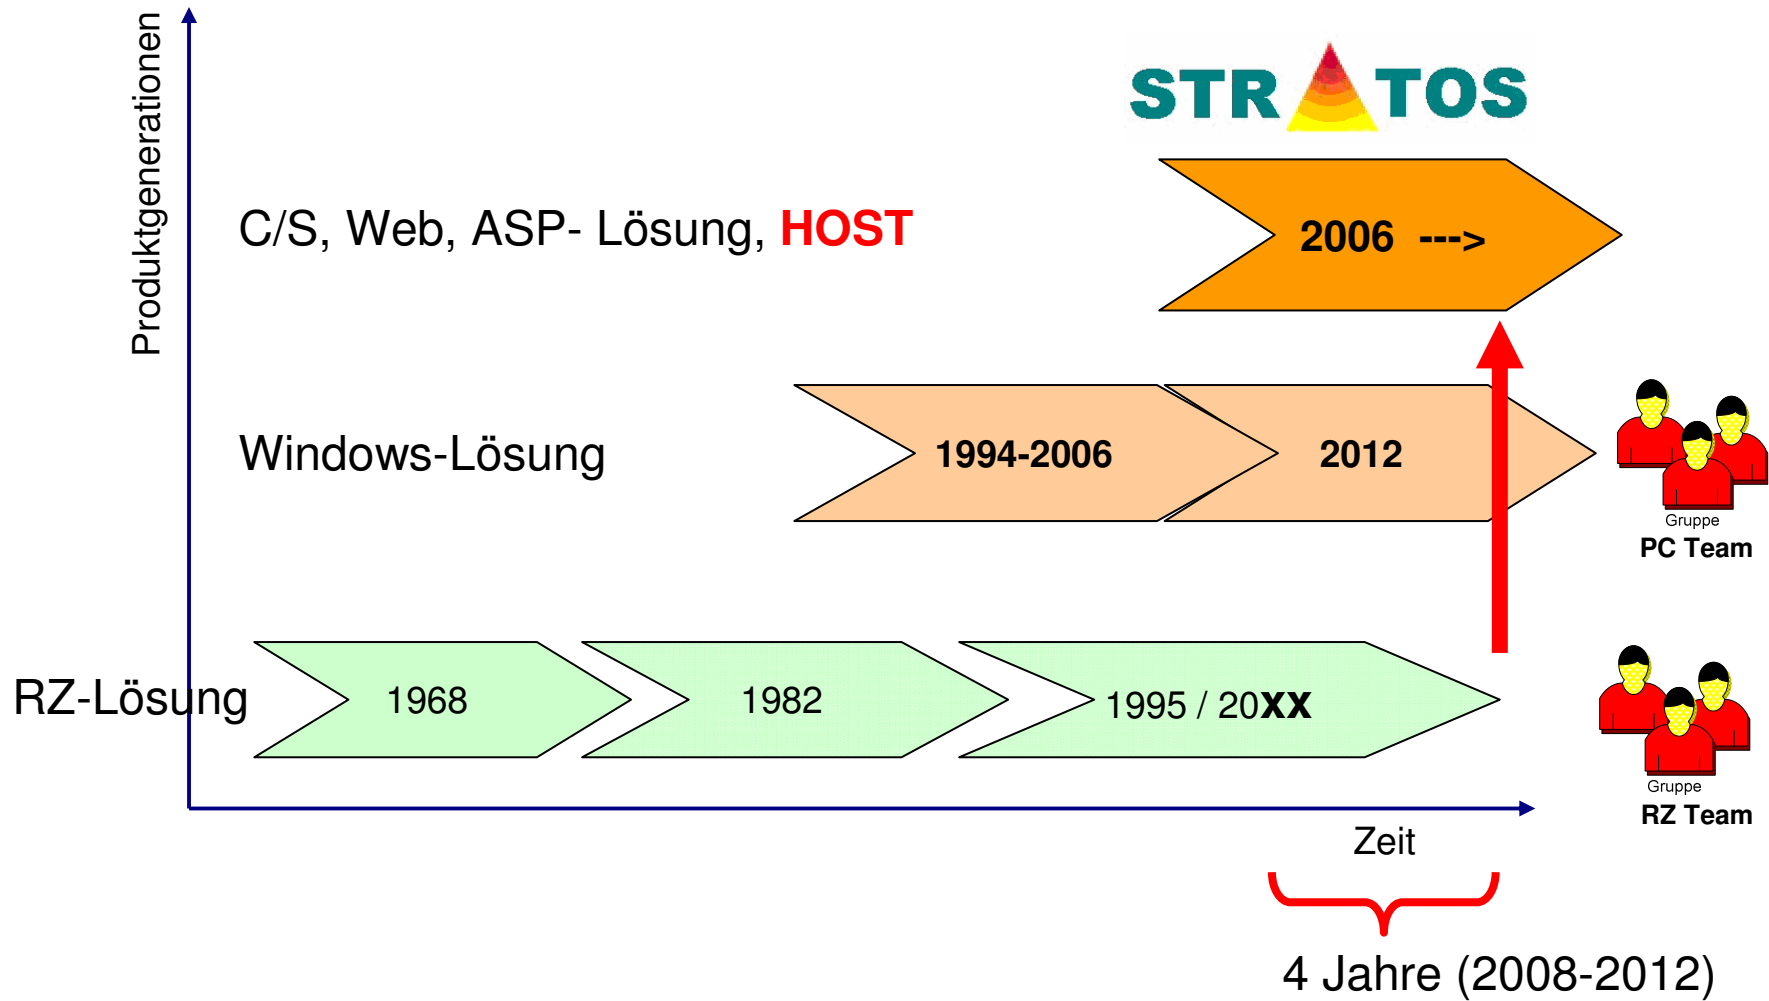 Produktgenerationen
STRATOS
C/S, Web, ASP- Lösung, HOST
2006 --->
Windows-Lösung
1994-2006
2012
Gruppe
PC Team
RZ-Lösung
1968
1982
1995 / 20XX
Gruppe
RZ Team
Zeit
4 Jahre (2008-2012)